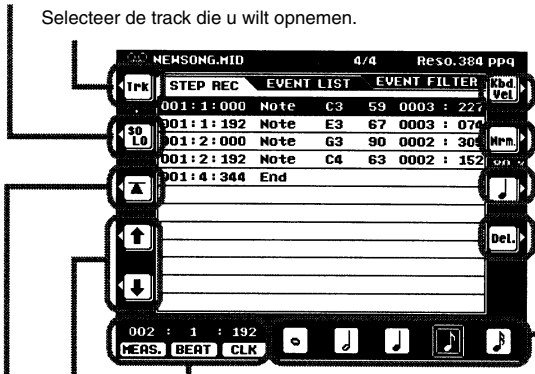 Selecteer de track die u wilt opnemen.
NEWSONG.MID 4/4 Reso.384 ppq
Trk STEP REC EVENT LIST EVENT FILTER Kbd. Vel
001:1:000 Note C3 59 0003 : 227
SO LO 001:1:192 Note E3 67 0003 : 074 Nrm.
001:2:000 Note G3 90 0002 : 305
001:2:192 Note C4 63 0002 : 152
001:4:344 End
Del.
002 : 1 : 192
MEAS. BEAT CLK